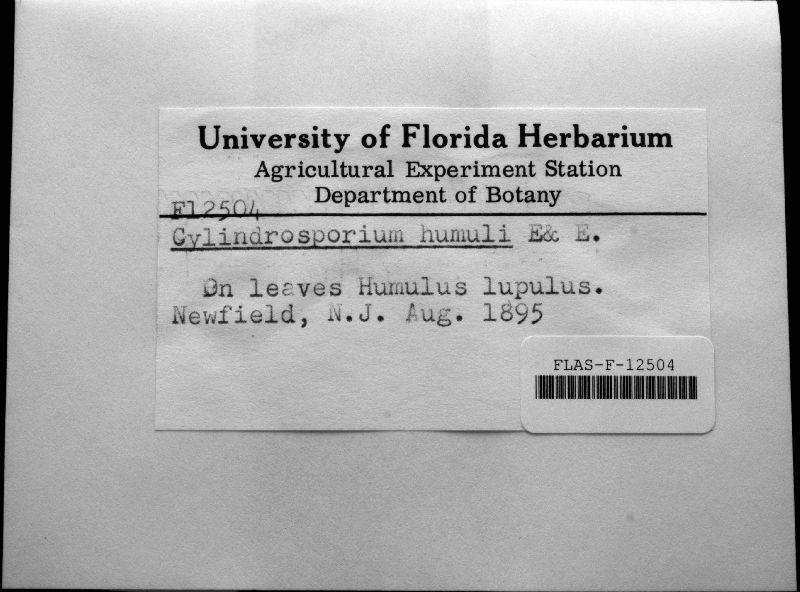 University of Florida Herbarium
Agricultural Experiment Station
Department of Botany
F12504
Cylindrosporium humuli E& E.
On leaves Humulus lupulus.
Newfield, N.J. Aug. 1895
FLAS-F-12504